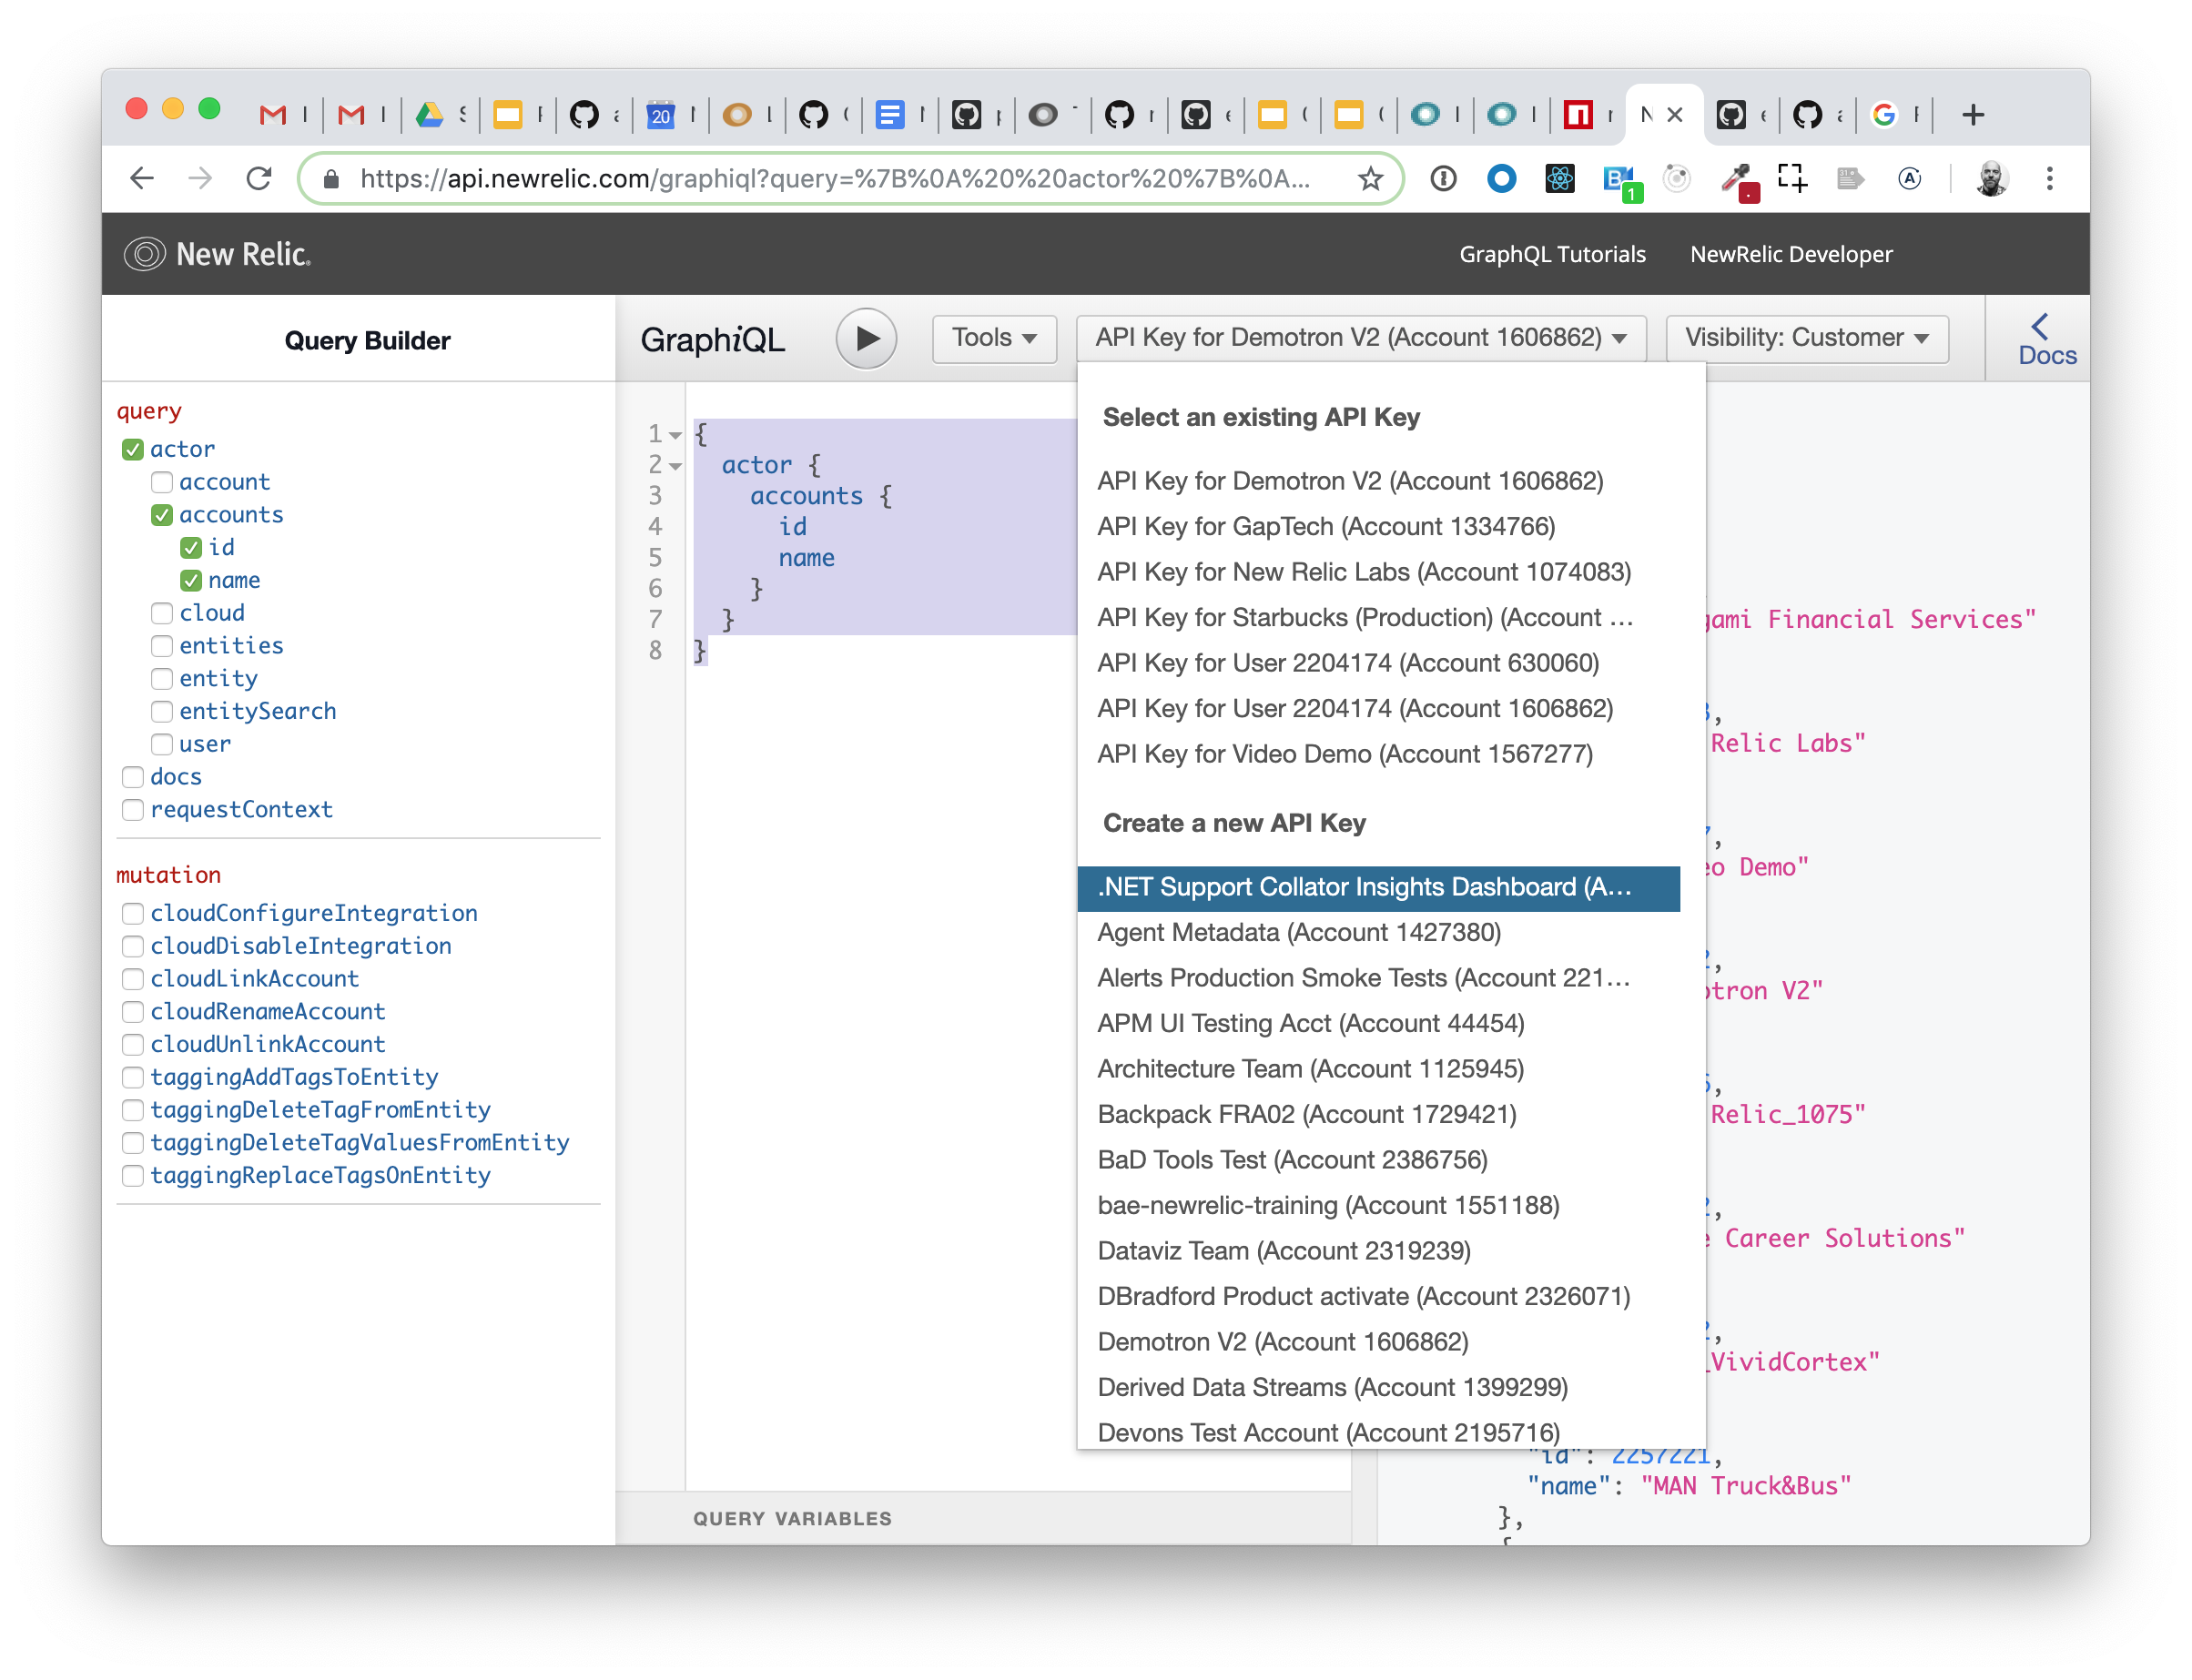 20
https://api.newrelic.com/graphiql?query=%7B%0A%20%20actor%20%7B%0A...
1
New Relic.
GraphQL Tutorials
NewRelic Developer
Query Builder
GraphiQL
Tools
API Key for Demotron V2 (Account 1606862)
Visibility: Customer
Docs
query
actor
account
accounts
id
name
cloud
entities
entity
entitySearch
user
docs
requestContext
mutation
cloudConfigureIntegration
cloudDisableIntegration
cloudLinkAccount
cloudRenameAccount
cloudUnlinkAccount
taggingAddTagsToEntity
taggingDeleteTagFromEntity
taggingDeleteTagValuesFromEntity
taggingReplaceTagsOnEntity
1 {
2 actor {
3 accounts {
4 id
5 name
6 }
7 }
8 }
QUERY VARIABLES
Select an existing API Key
API Key for Demotron V2 (Account 1606862)
API Key for GapTech (Account 1334766)
API Key for New Relic Labs (Account 1074083)
API Key for Starbucks (Production) (Account ...
API Key for User 2204174 (Account 630060)
API Key for User 2204174 (Account 1606862)
API Key for Video Demo (Account 1567277)
Create a new API Key
.NET Support Collator Insights Dashboard (A...
Agent Metadata (Account 1427380)
Alerts Production Smoke Tests (Account 221...
APM UI Testing Acct (Account 44454)
Architecture Team (Account 1125945)
Backpack FRA02 (Account 1729421)
BaD Tools Test (Account 2386756)
bae-newrelic-training (Account 1551188)
Dataviz Team (Account 2319239)
DBradford Product activate (Account 2326071)
Demotron V2 (Account 1606862)
Derived Data Streams (Account 1399299)
Devons Test Account (Account 2195716)
Financial Services"
Relic Labs"
Demo"
V2"
Relic_1075"
Career Solutions"
VividCortex"
"id": 2257221,
"name": "MAN Truck&Bus"
},
{